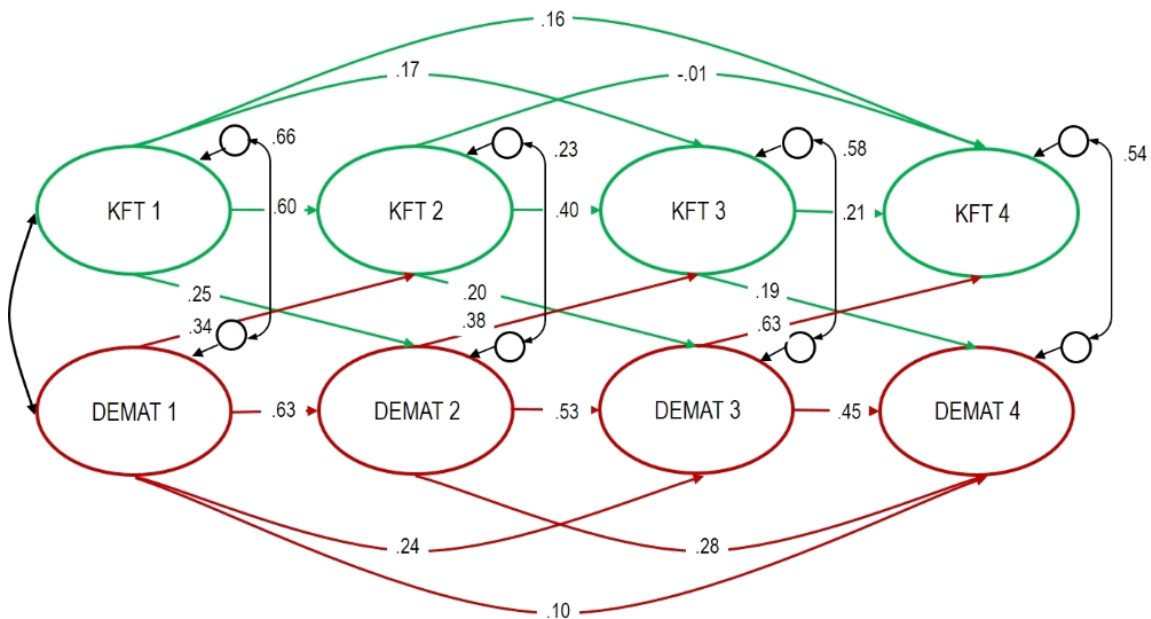 .16
.17
-.01
.66
.23
.58
.54
KFT 1
.60
KFT 2
.40
KFT 3
.21
KFT 4
.25
.20
.19
.34
.38
.63
DEMAT 1
.63
DEMAT 2
.53
DEMAT 3
.45
DEMAT 4
.24
.28
.10